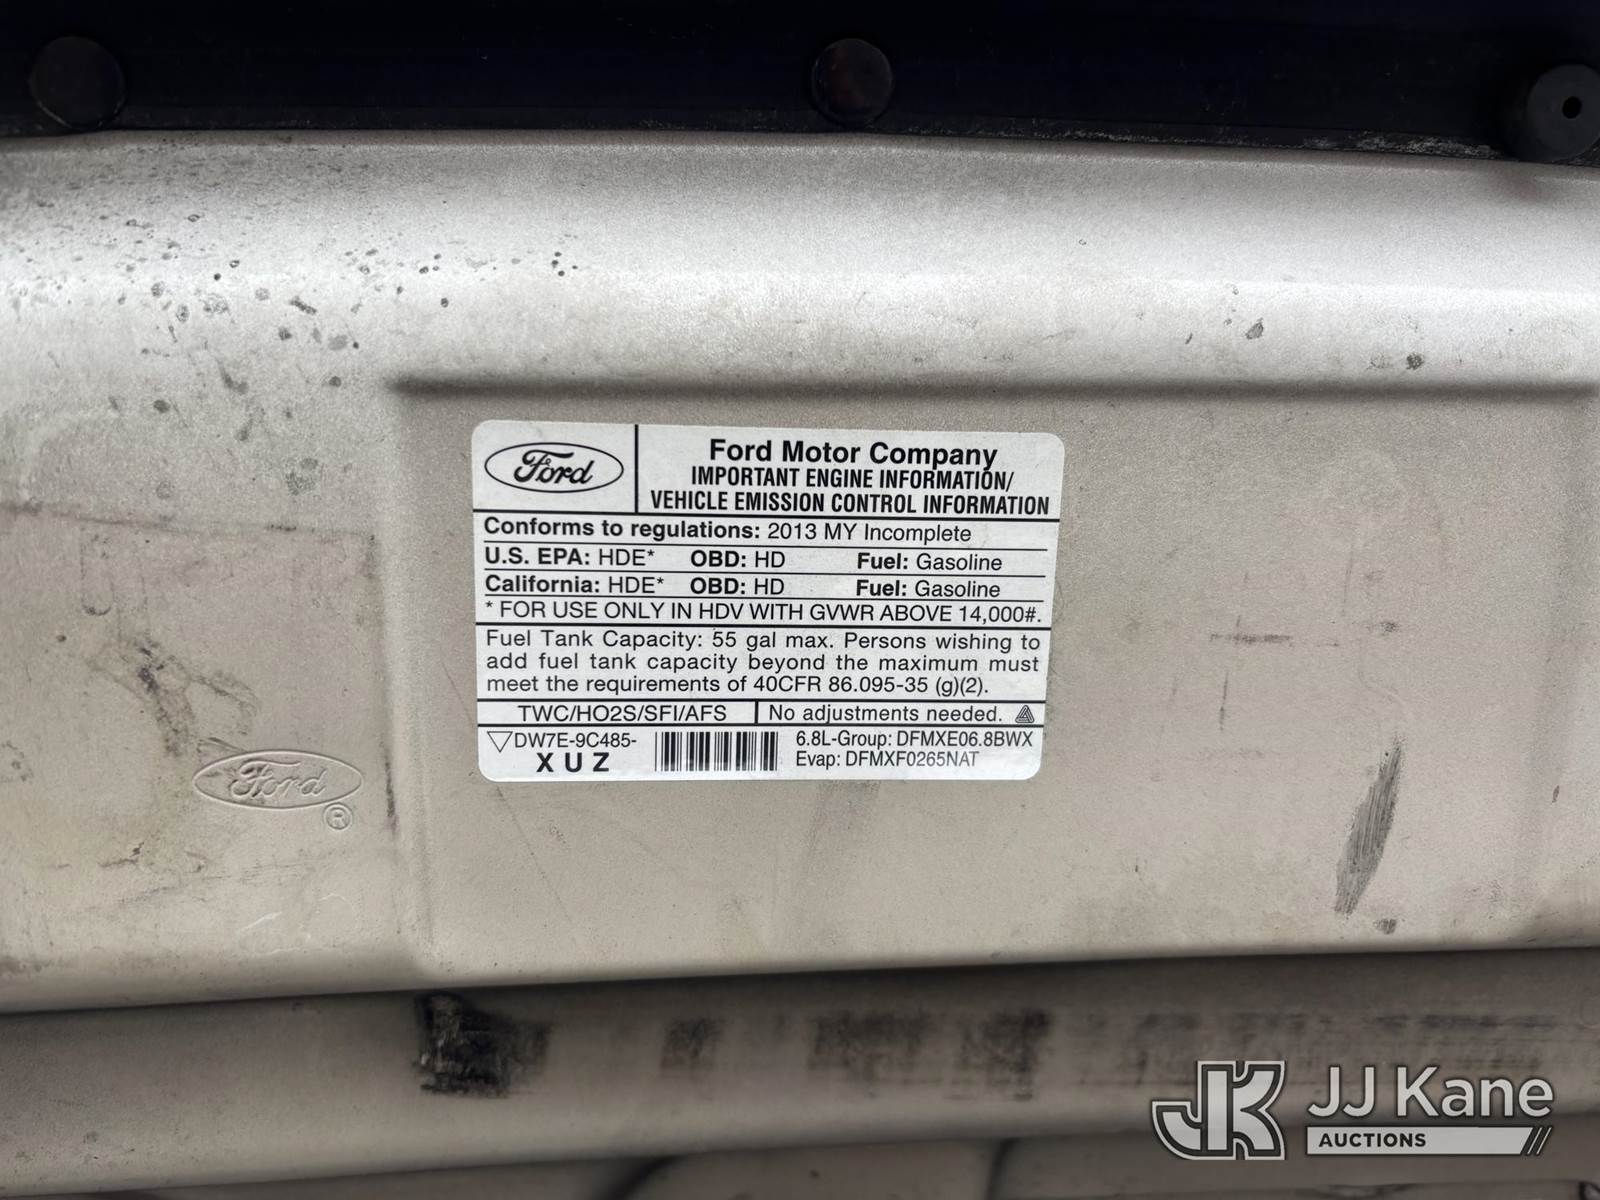 Ford
Ford Motor Company
IMPORTANT ENGINE INFORMATION/
VEHICLE EMISSION CONTROL INFORMATION
Conforms to regulations: 2013 MY Incomplete
U.S. EPA: HDE* OBD: HD Fuel: Gasoline
California: HDE* OBD: HD Fuel: Gasoline
* FOR USE ONLY IN HDV WITH GVWR ABOVE 14,000#.
Fuel Tank Capacity: 55 gal max. Persons wishing to
add fuel tank capacity beyond the maximum must
meet the requirements of 40CFR 86.095-35 (g)(2).
TWC/HO2S/SFI/AFS No adjustments needed.
DW7E-9C485-
XUZ
6.8L-Group: DFMXE06.8BWX
Evap: DFMXF0265NAT
Ford
®
JK JJ Kane
AUCTIONS